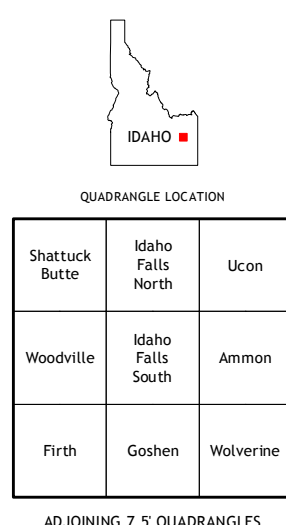 IDAHO
QUADRANGLE LOCATION
Shattuck
Butte
Idaho
Falls
North
Ucon
Woodville
Idaho
Falls
South
Ammon
Firth
Goshen
Wolverine
ADJOINING 7.5' QUADRANGLES